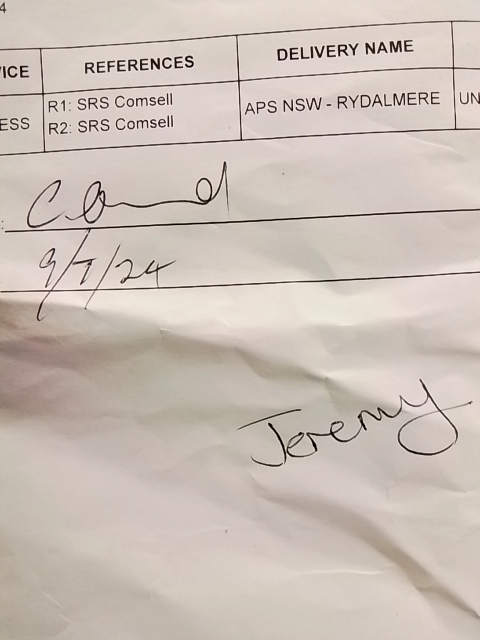 4
ICE REFERENCES DELIVERY NAME
ESS R1: SRS Comsell APS NSW - RYDALMERE UN
R2: SRS Comsell
9/7/24
Jeremy